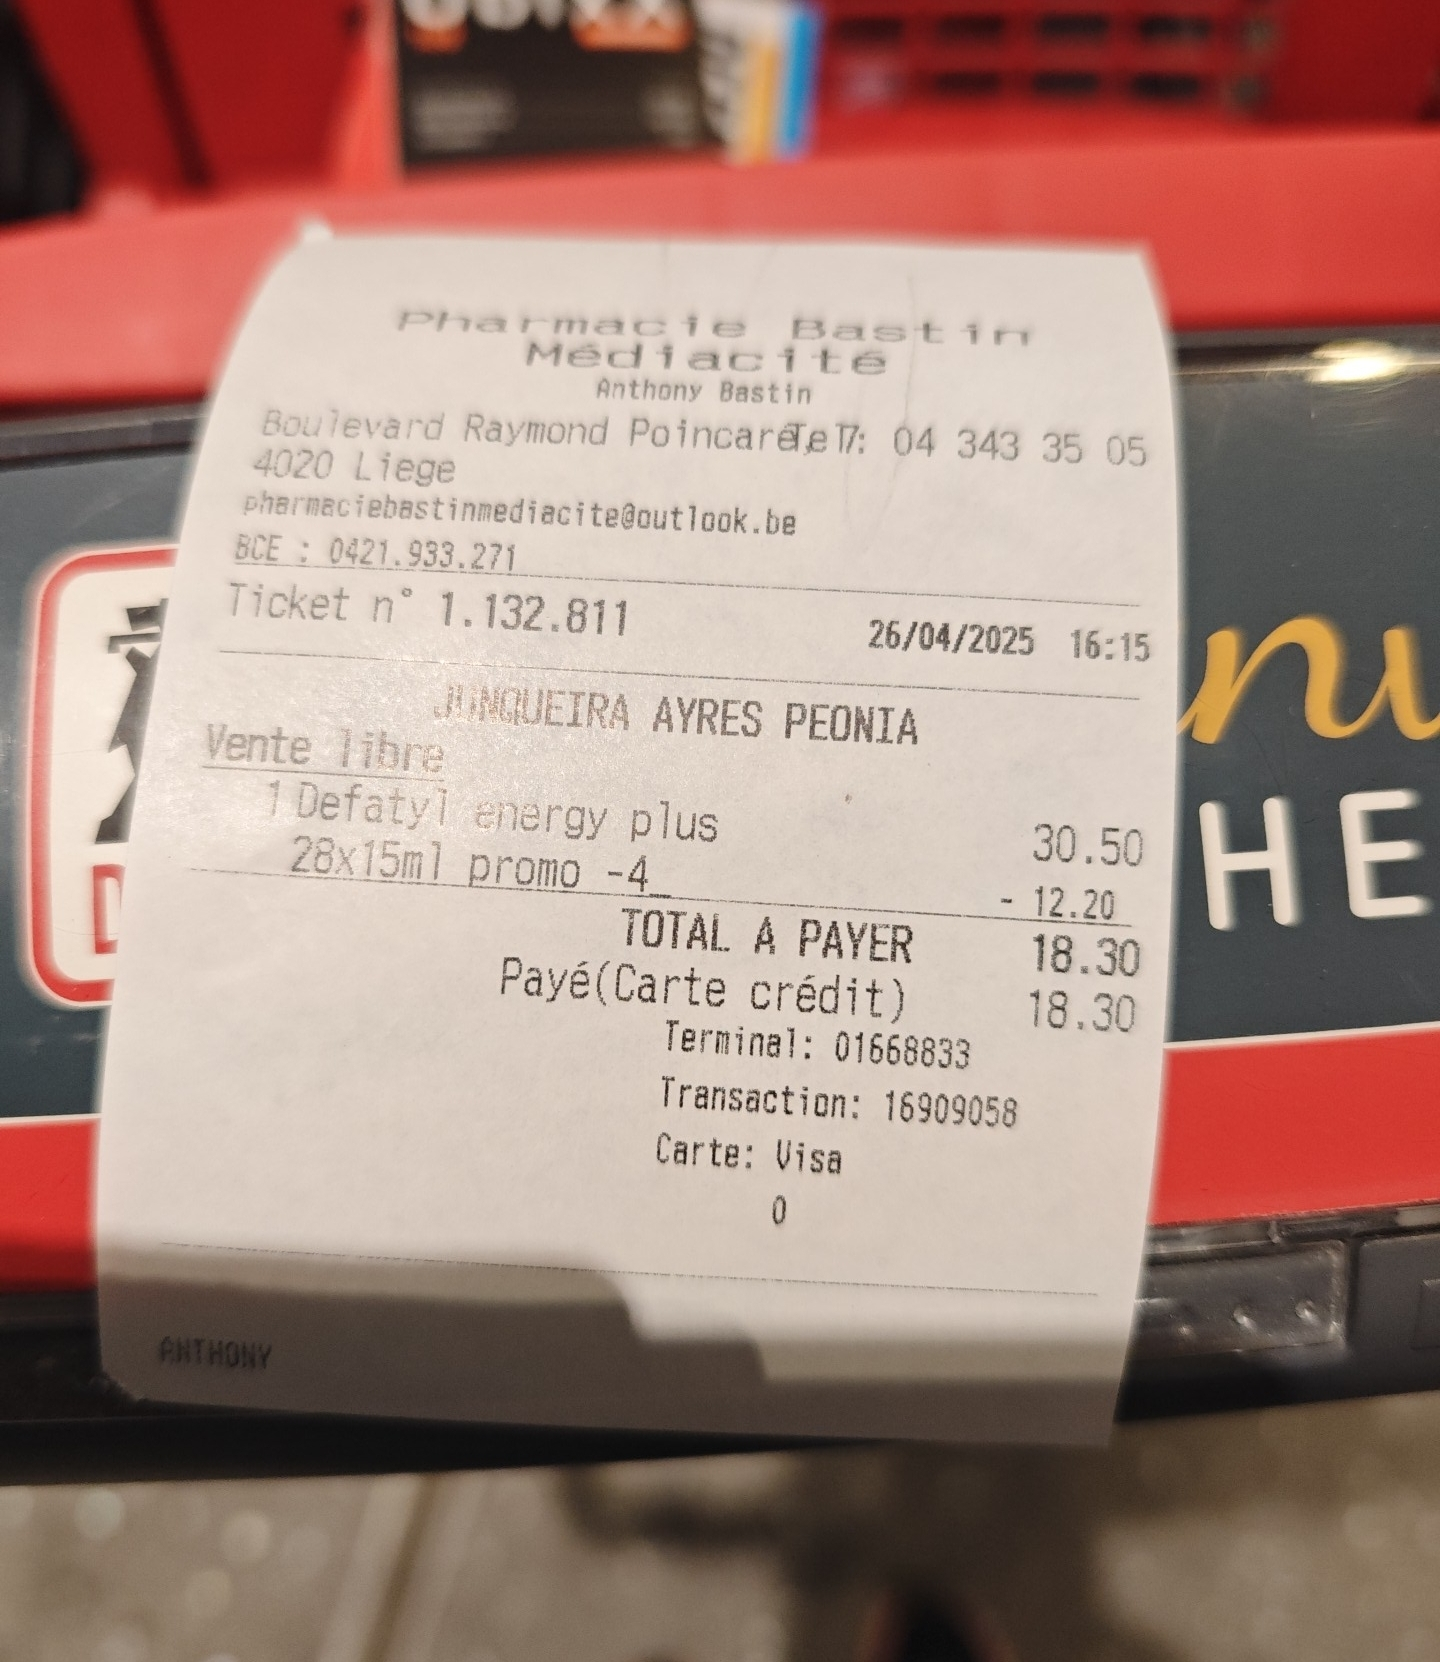 Pharmacie Bastin
Médiacité
Anthony Bastin
Boulevard Raymond Poincaré, 7 Tel : 04 343 35 05
4020 Liege
pharmaciebastinmediacite@outlook.be
BCE : 0421.933.271
Ticket n° 1.132.811 26/04/2025 16:15
JUNQUEIRA AYRES PEONIA
Vente libre
1 Defatyl energy plus 30.50
28x15ml promo -4_
- 12.20
TOTAL A PAYER 18.30
Payé(Carte crédit) 18.30
Terminal: 01668833
Transaction: 16909058
Carte: Visa
0
ANTHONY
HE